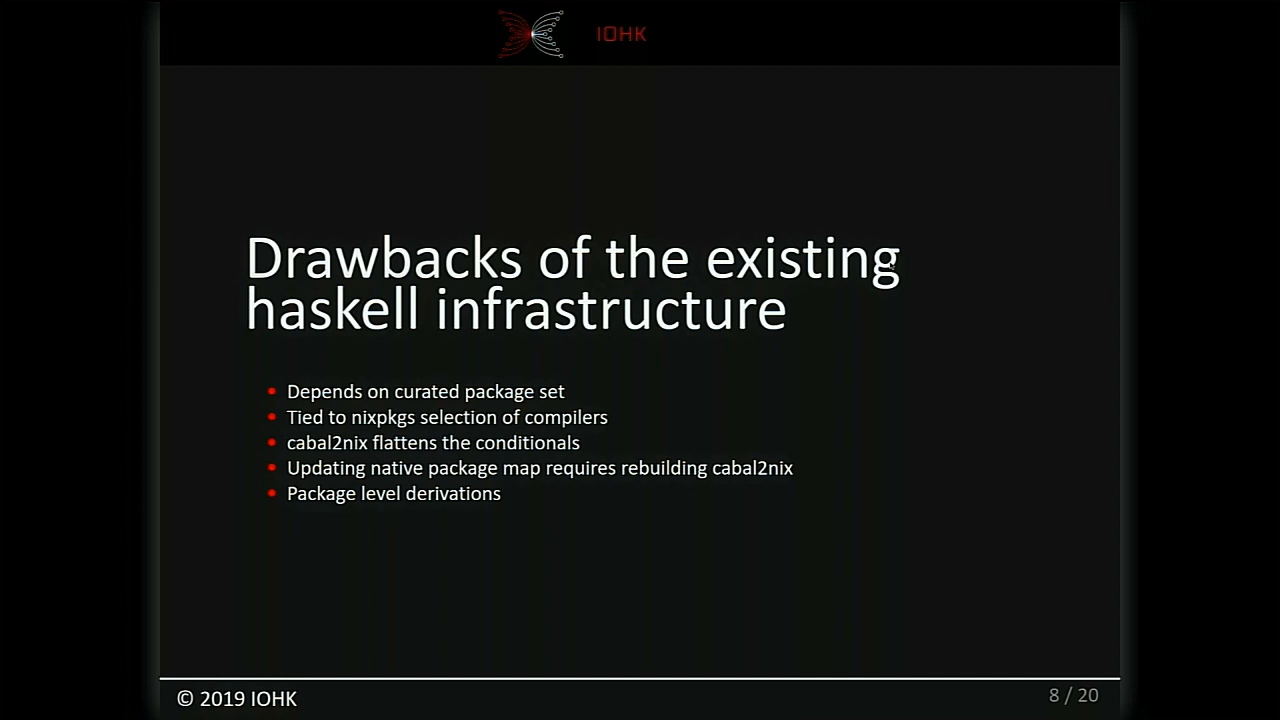 IOHK
Drawbacks of the existing
haskell infrastructure
Depends on curated package set
Tied to nixpkgs selection of compilers
cabal2nix flattens the conditionals
Updating native package map requires rebuilding cabal2nix
Package level derivations
© 2019 IOHK
8 / 20